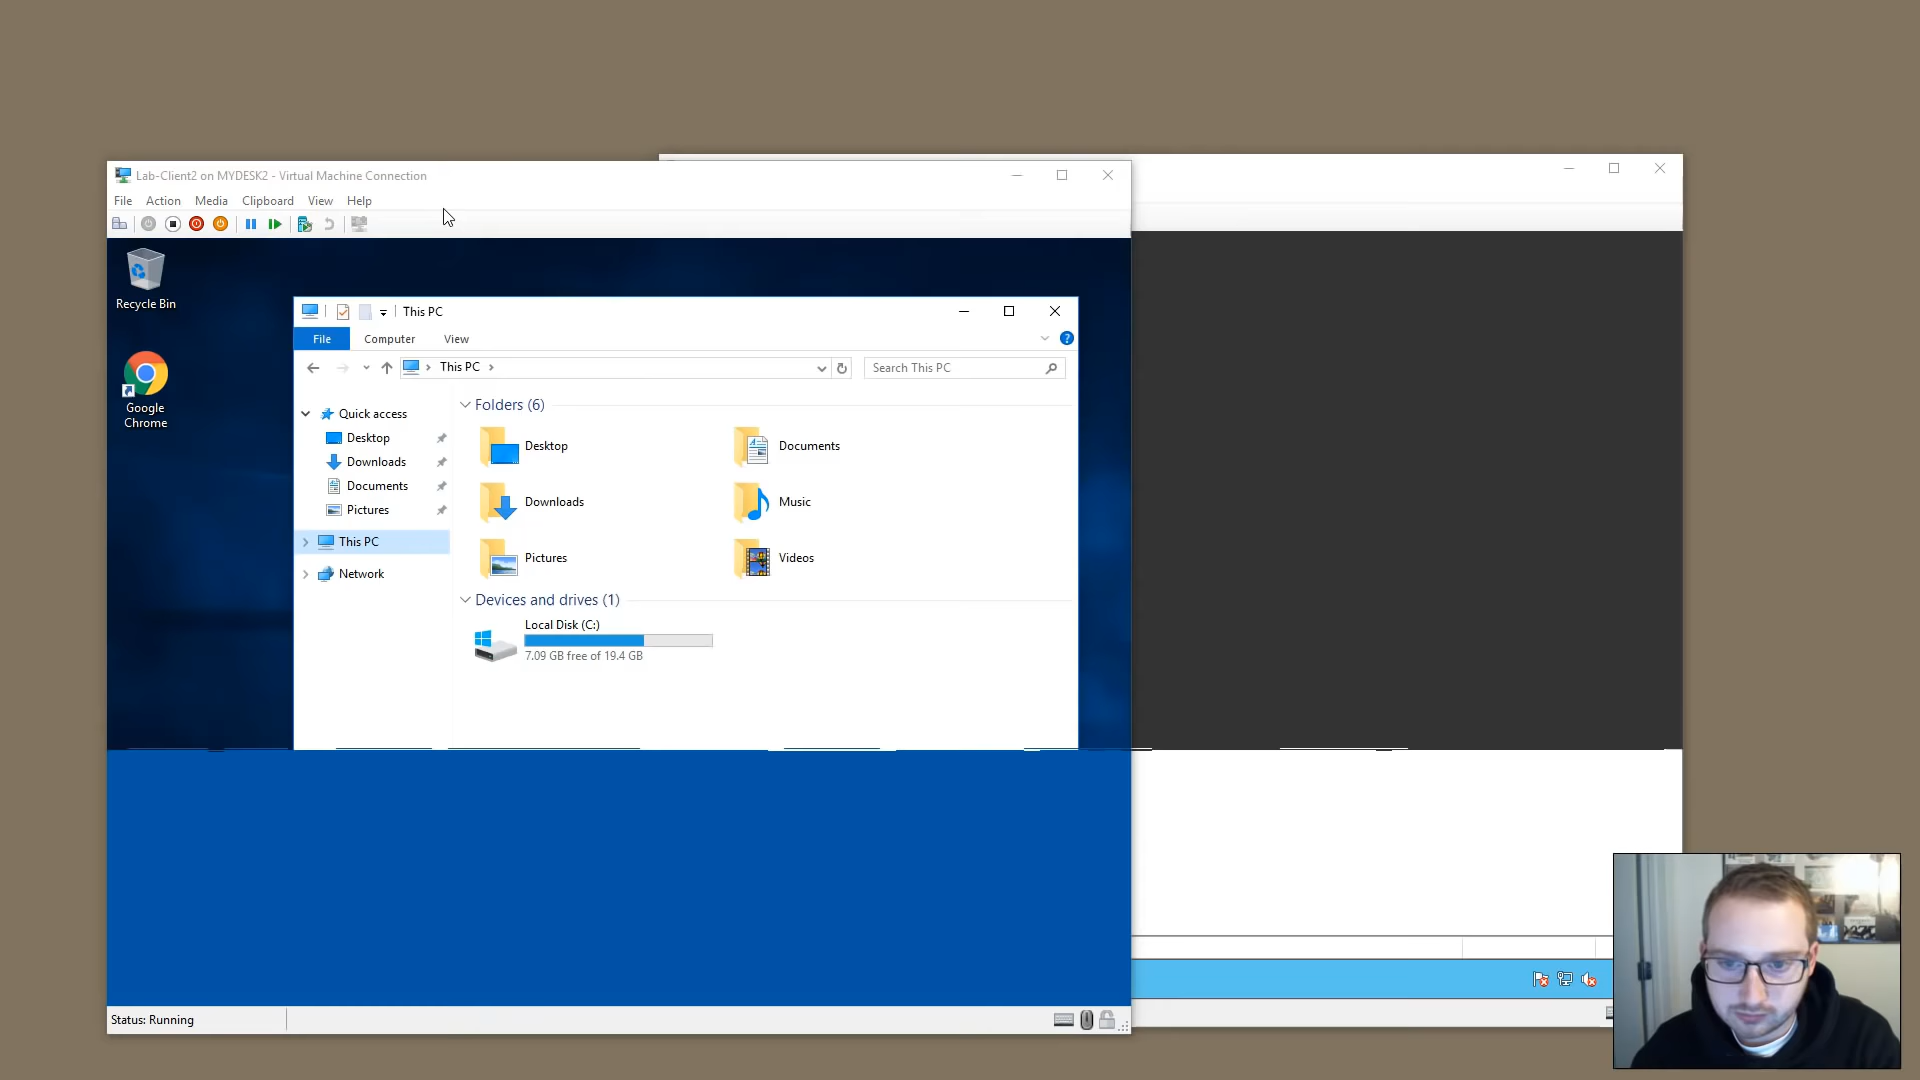 Lab-Client2 on MYDESK2 - Virtual Machine Connection
File Action Media Clipboard View Help
Recycle Bin
Google
Chrome
This PC
File Computer View
This PC
Search This PC
Quick access
Desktop
Downloads
Documents
Pictures
This PC
Network
Folders (6)
Desktop
Documents
Downloads
Music
Pictures
Videos
Devices and drives (1)
Local Disk (C:)
7.09 GB free of 19.4 GB
Status: Running